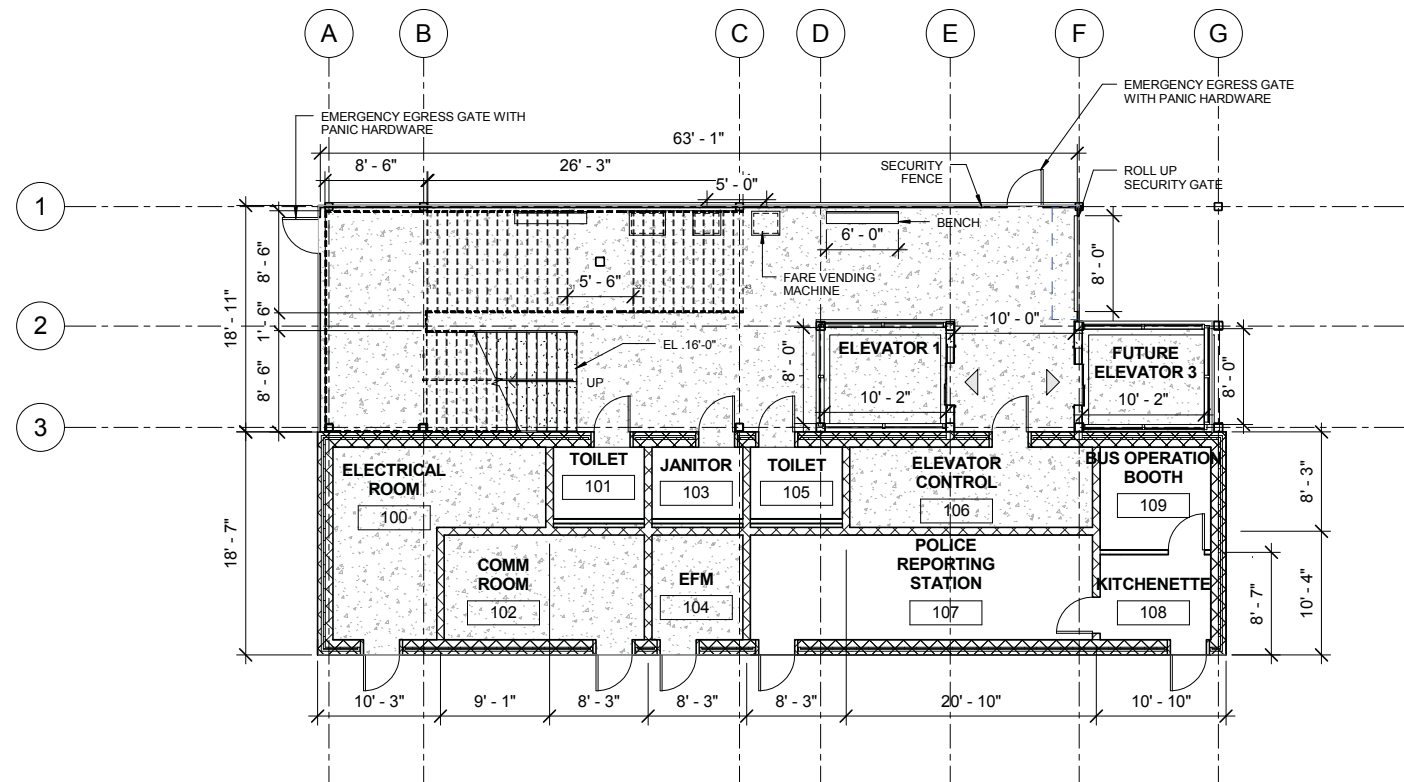 A
B
C
D
E
F
G
EMERGENCY EGRESS GATE
WITH PANIC HARDWARE
EMERGENCY EGRESS GATE WITH
PANIC HARDWARE
63' - 1"
8' - 6"
26' - 3"
SECURITY
FENCE
ROLL UP
SECURITY GATE
5' - 0"
1
BENCH
6' - 0"
8' - 6"
8' - 0"
FARE VENDING
MACHINE
5' - 6"
31
32
43
18' - 11"
1' - 6"
2
10' - 0"
EL .16'-0"
ELEVATOR 1
FUTURE
ELEVATOR 3
8' - 0"
8' - 0"
UP
8' - 6"
10' - 2"
10' - 2"
3
ELECTRICAL
ROOM
100
TOILET
101
JANITOR
103
TOILET
105
ELEVATOR
CONTROL
106
BUS OPERATION
BOOTH
109
8' - 3"
18' - 7"
COMM
ROOM
102
EFM
104
POLICE
REPORTING
STATION
107
KITCHENETTE
108
8' - 7"
10' - 4"
10' - 3"
9' - 1"
8' - 3"
8' - 3"
8' - 3"
20' - 10"
10' - 10"